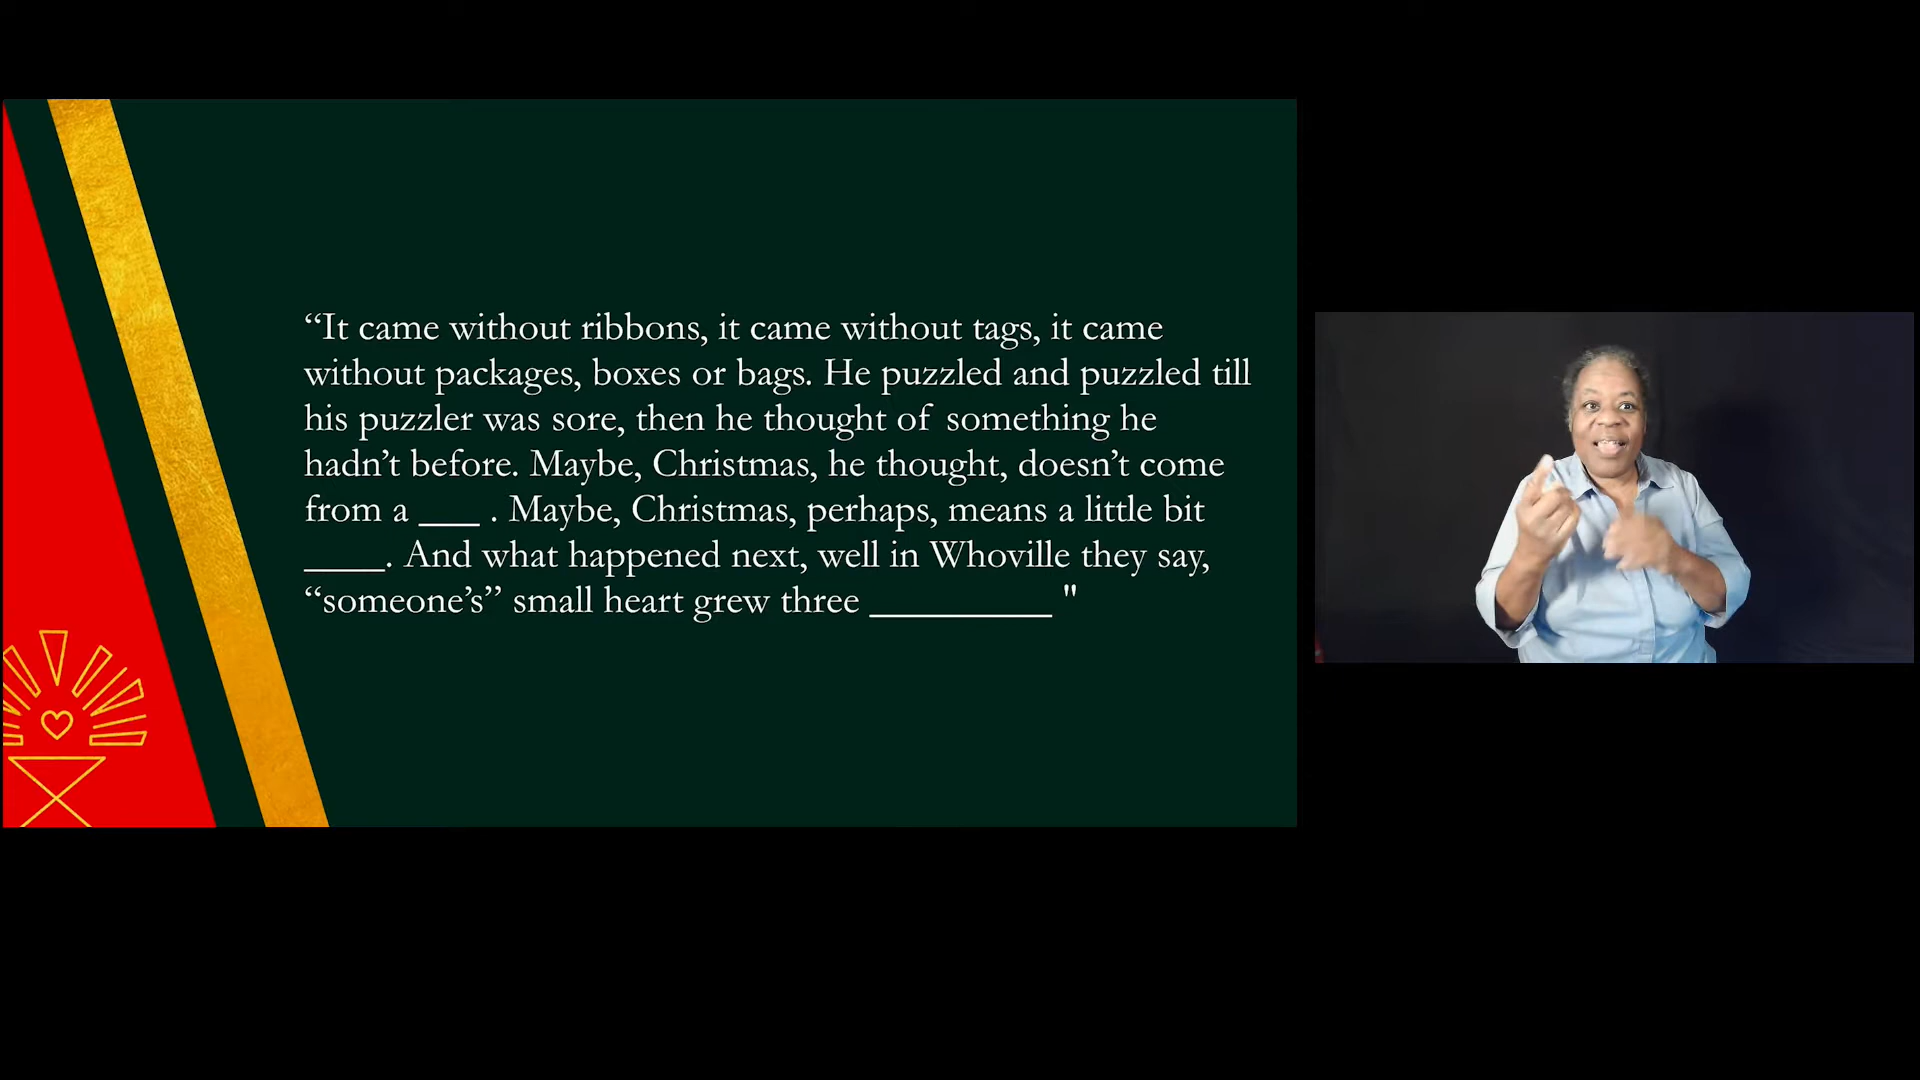 “It came without ribbons, it came without tags, it came
without packages, boxes or bags. He puzzled and puzzled till
his puzzler was sore, then he thought of something he
hadn’t before. Maybe, Christmas, he thought, doesn’t come
from a ___ . Maybe, Christmas, perhaps, means a little bit
____. And what happened next, well in Whoville they say,
“someone’s” small heart grew three _________ "